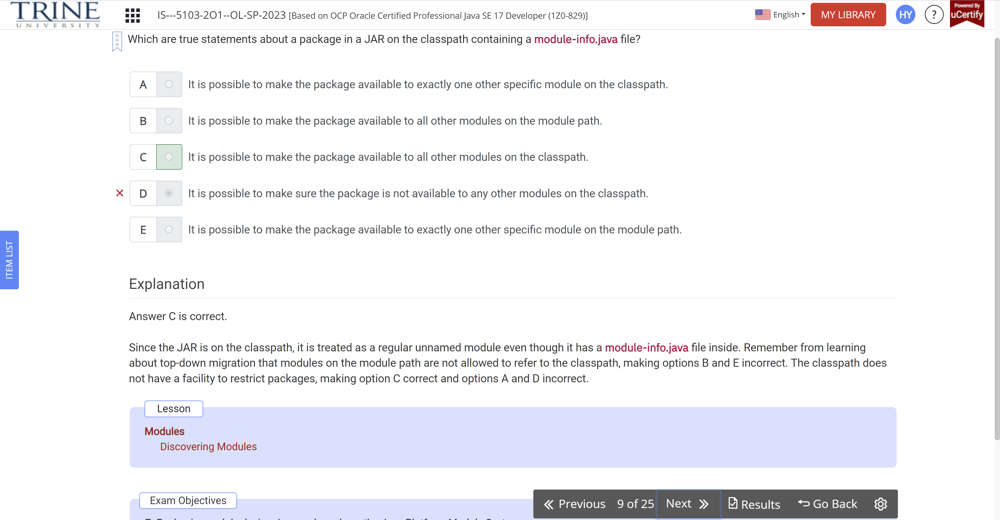 TRINE
UNIVERSITY
IS---5103-2O1--OL-SP-2023 [Based on OCP Oracle Certified Professional Java SE 17 Developer (1Z0-829)]
English
MY LIBRARY
HY
?
Powered By
uCertify
Which are true statements about a package in a JAR on the classpath containing a module-info.java file?
A It is possible to make the package available to exactly one other specific module on the classpath.
B It is possible to make the package available to all other modules on the module path.
C It is possible to make the package available to all other modules on the classpath.
D It is possible to make sure the package is not available to any other modules on the classpath.
E It is possible to make the package available to exactly one other specific module on the module path.
ITEM LIST
Explanation
Answer C is correct.
Since the JAR is on the classpath, it is treated as a regular unnamed module even though it has a module-info.java file inside. Remember from learning
about top-down migration that modules on the module path are not allowed to refer to the classpath, making options B and E incorrect. The classpath does
not have a facility to restrict packages, making option C correct and options A and D incorrect.
Lesson
Modules
Discovering Modules
Exam Objectives
Previous 9 of 25 Next Results Go Back